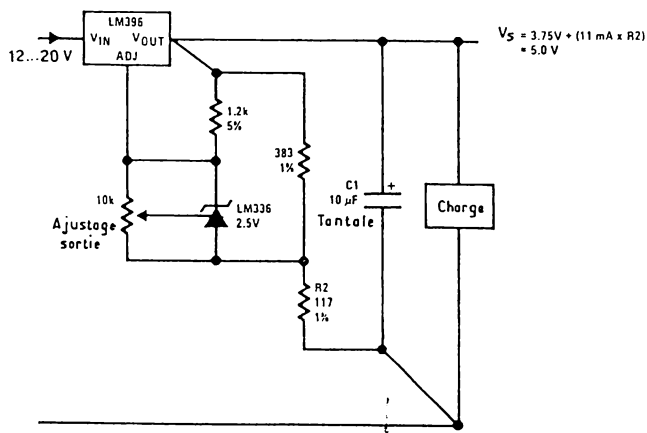 LM396
VIN VOUT
ADJ
12...20 V
VS = 3.75V + (11 mA x R2)
= 5.0 V
1.2k
5%
383
1%
10k
Ajustage
sortie
LM336
2.5V
C1
10 µF
Tantale
+
Charge
R2
117
1%